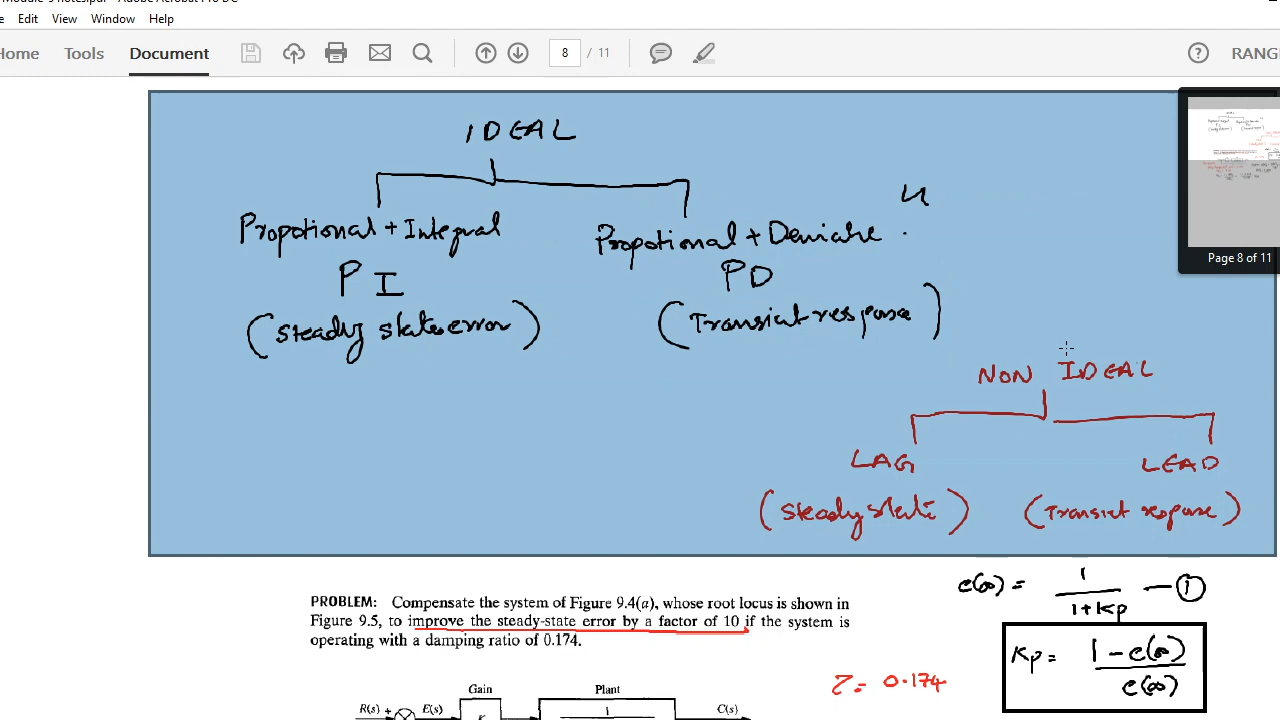 Edit View Window Help
Home Tools Document 8 / 11 RANG
IDEAL
Propotional + Integral
PI
(Steady state error)
Propotional + Derivative
PD
(Transient response)
Page 8 of 11
NON IDEAL
LAG
(Steady state)
LEAD
(Transient response)
PROBLEM: Compensate the system of Figure 9.4(a), whose root locus is shown in
Figure 9.5, to improve the steady-state error by a factor of 10 if the system is
operating with a damping ratio of 0.174.
e(∞) = 1/1+Kp — ①
Kp = 1-e(∞)/e(∞)
ζ = 0.174
Gain
Plant
R(s) +
E(s)
C(s)
K
1